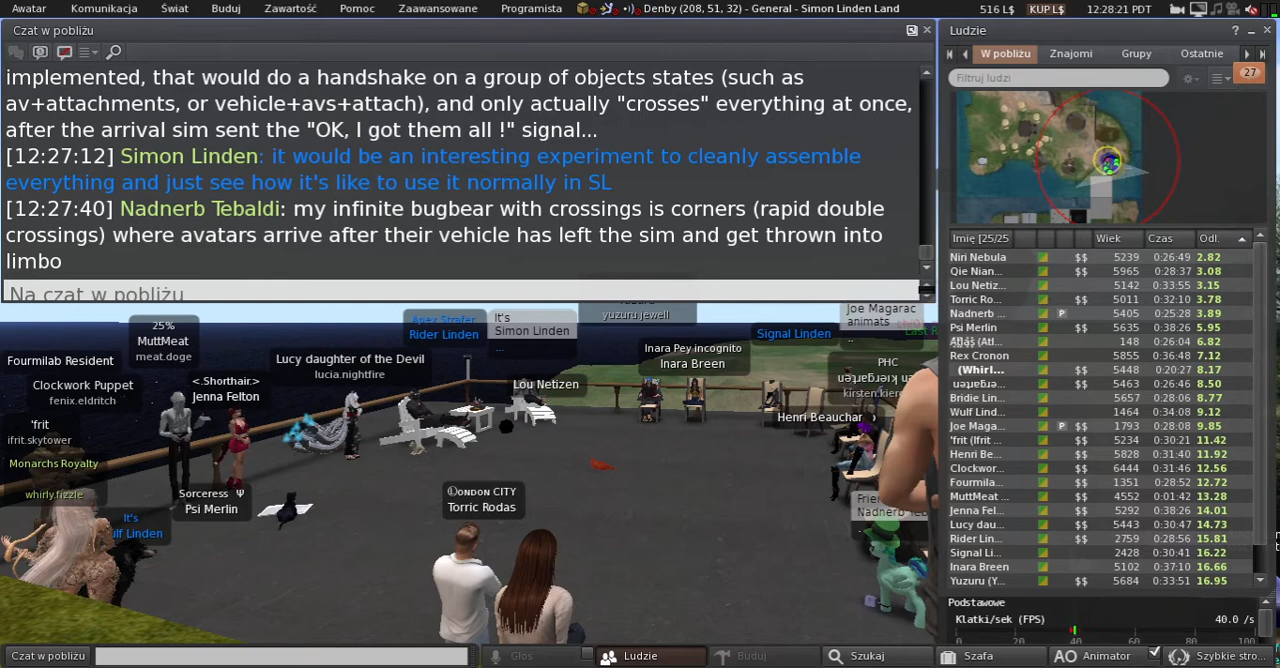 Awatar Komunikacja Świat Buduj Zawartość Pomoc Zaawansowane Programista Denby (208, 51, 32) - General - Simon Linden Land 516 L$ KUP L$ 12:28:21 PDT
Czat w pobliżu
implemented, that would do a handshake on a group of objects states (such as
av+attachments, or vehicle+avs+attach), and only actually "crosses" everything at once,
after the arrival sim sent the "OK, I got them all !" signal...
[12:27:12] Simon Linden: it would be an interesting experiment to cleanly assemble
everything and just see how it's like to use it normally in SL
[12:27:40] Nadnerb Tebaldi: my infinite bugbear with crossings is corners (rapid double
crossings) where avatars arrive after their vehicle has left the sim and get thrown into
limbo
Na czat w pobliżu
yuzuru.jewell
Joe Magarac
animats
25%
MuttMeat
meat.doge
Apex Strafer
Rider Linden
...
It's
Simon Linden
Signal Linden
Fourmilab Resident
Lucy daughter of the Devil
lucia.nightfire
Inara Pey incognito
Inara Breen
PHC
Clockwork Puppet
fenix.eldritch
<.Shorthair.>
Jenna Felton
Lou Netizen
'frit
ifrit.skytower
Henri Beauchar
Monarchs Royalty
whirly.fizzle
Sorceress Ψ
Psi Merlin
ⓁONDON CITY
Torric Rodas
It's
ulf Linden
Nadnerb Teb
Ludzie
W pobliżu Znajomi Grupy Ostatnie
Filtruj ludzi
27
Imię [25/25 Wiek Czas Odl.
Niri Nebula $$ 5239 0:26:49 2.82
Qie Nian... $$ 5965 0:28:37 3.08
Lou Netiz... 5142 0:33:55 3.15
Torric Ro... $$ 5011 0:32:10 3.78
Nadnerb ... P 5405 0:25:28 3.89
Psi Merlin $$ 5635 0:38:26 5.95
148 0:26:04 6.82
Rex Cronon $$ 5855 0:36:48 7.12
(Whirl... $$ 5448 0:20:27 8.17
$$ 5463 0:26:46 8.50
Bridie Lin... 5657 0:28:06 8.77
Wulf Lind... 1464 0:34:08 9.12
Joe Maga... P $$ 1793 0:28:08 9.85
'frit (Ifrit ... $$ 5234 0:30:21 11.42
Henri Be... $$ 5828 0:31:40 11.92
Clockwor... $$ 6444 0:31:46 12.56
Fourmila... $$ 1351 0:28:52 12.72
MuttMeat ... $$ 4552 0:01:42 13.28
Jenna Fel... $$ 5292 0:38:26 14.01
Lucy dau... $$ 5443 0:30:47 14.73
Rider Lin... $$ 2759 0:28:56 15.81
Signal Li... 2428 0:30:41 16.22
Inara Breen 5102 0:37:10 16.66
Yuzuru (Y... $$ 5684 0:33:51 16.95
Podstawowe
Klatki/sek (FPS) 40.0 /s
0 20 40 60 80 100
Czat w pobliżu Głos Ludzie Buduj Szukaj Szafa AO Animator Szybkie stro...